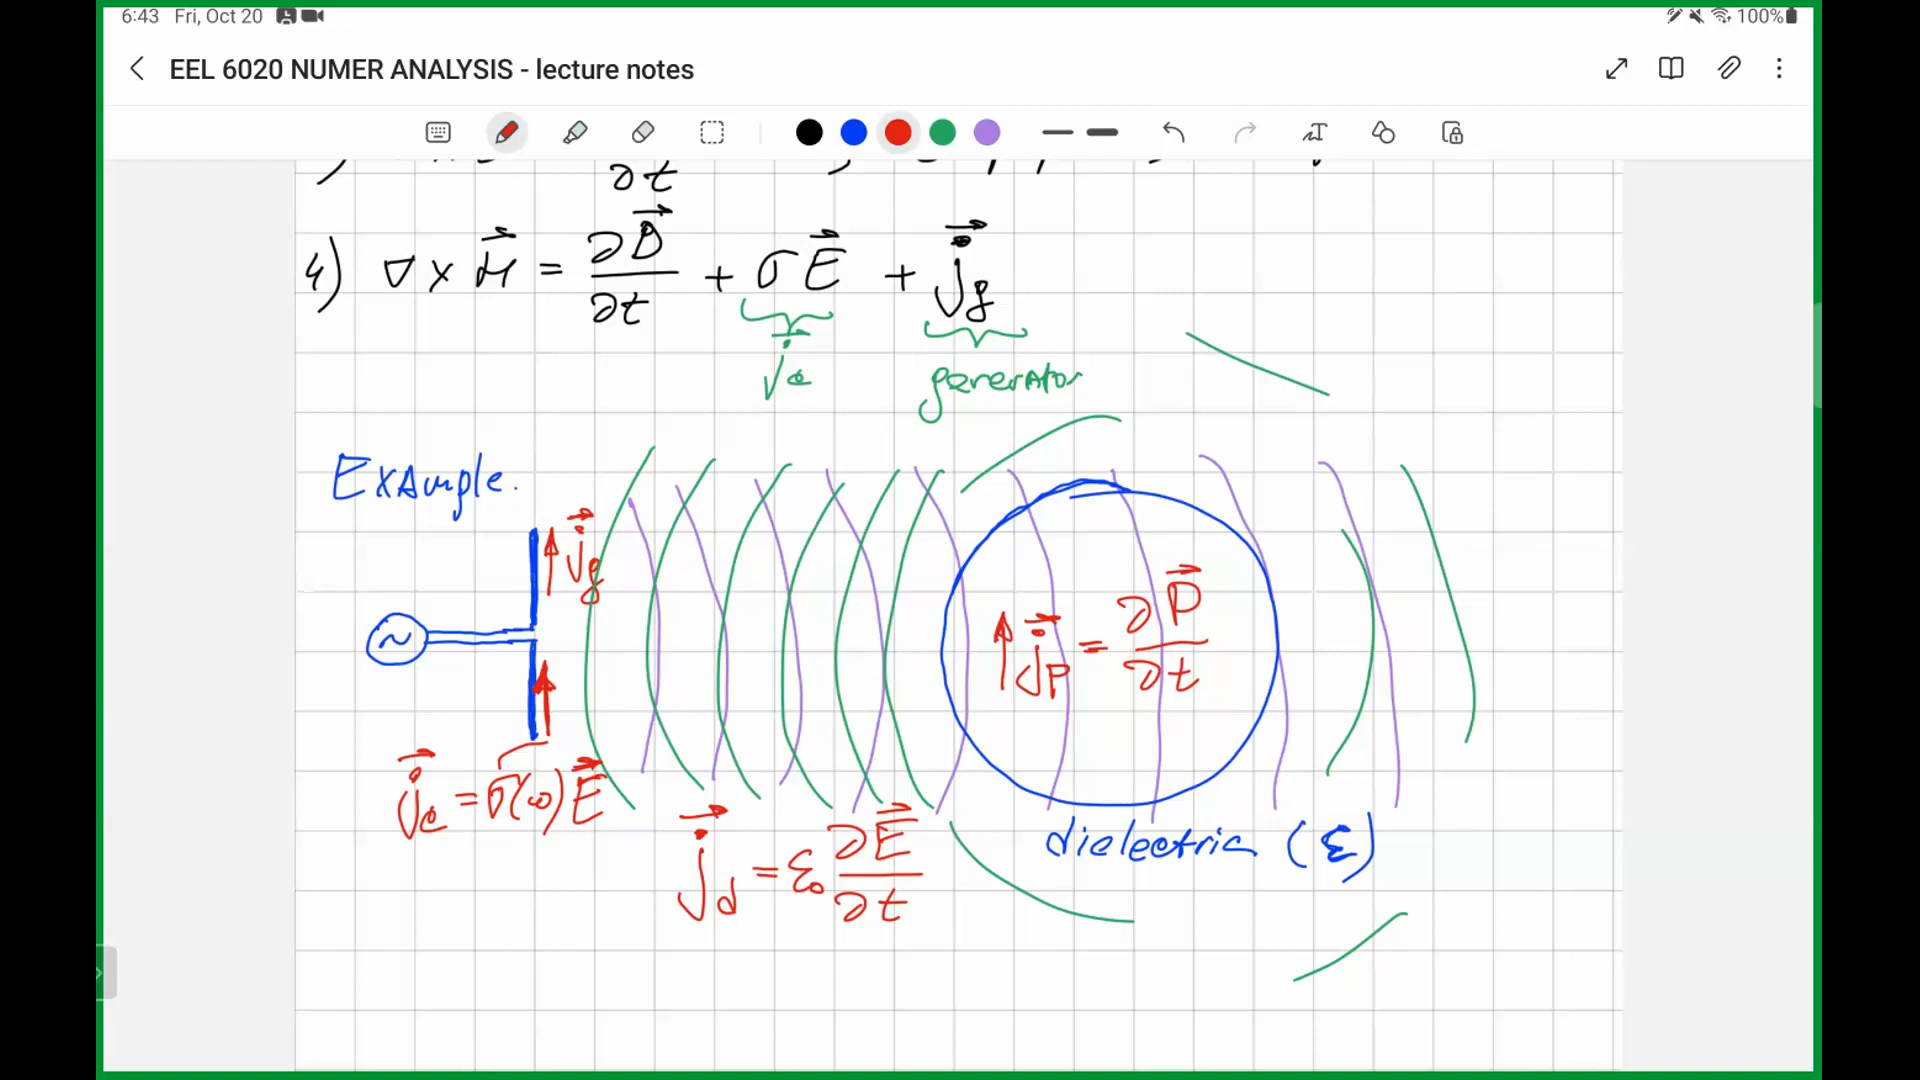 6:43 Fri, Oct 20
100%
EEL 6020 NUMER ANALYSIS - lecture notes
∂t
4) ∇ × H⃗ = ∂D⃗/∂t + σE⃗ + j⃗g
j⃗e generator
Example.
j⃗g
j⃗p = ∂P⃗/∂t
j⃗e = σ(ω)E⃗
j⃗d = ε₀ ∂E⃗/∂t
dielectric (ε)